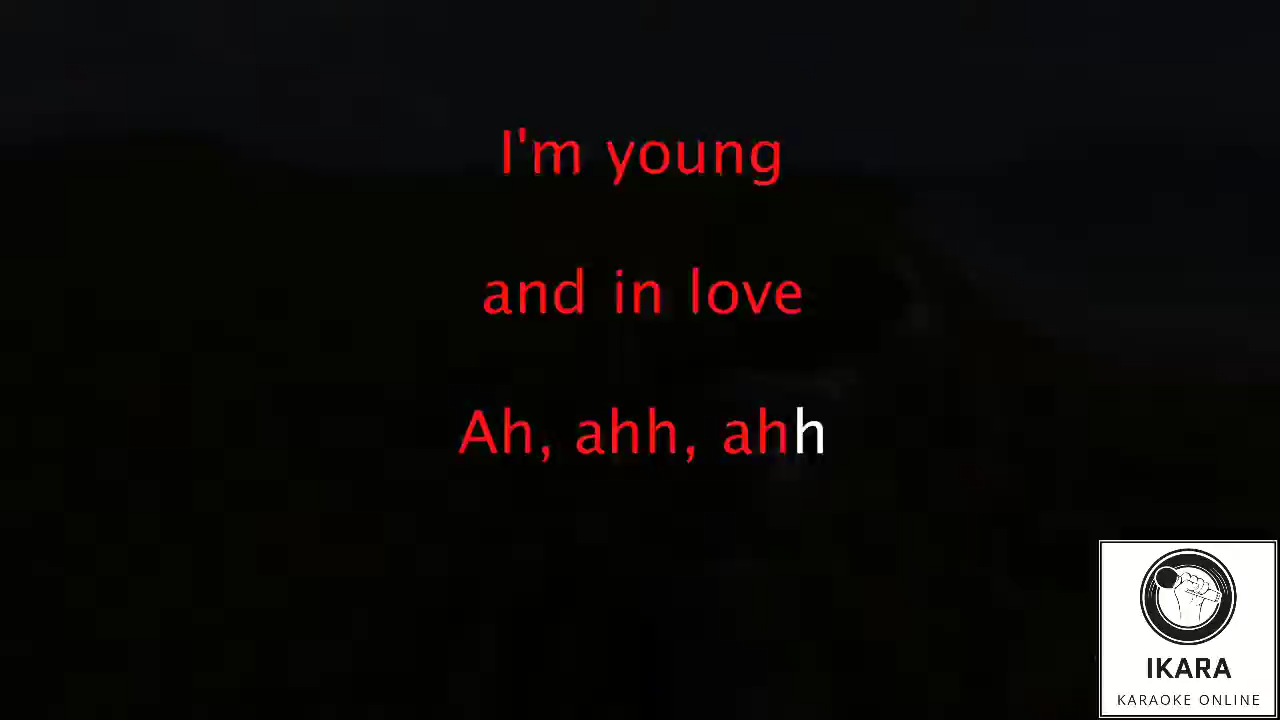 I'm young
and in love
Ah, ahh, ahh
IKARA
KARAOKE ONLINE